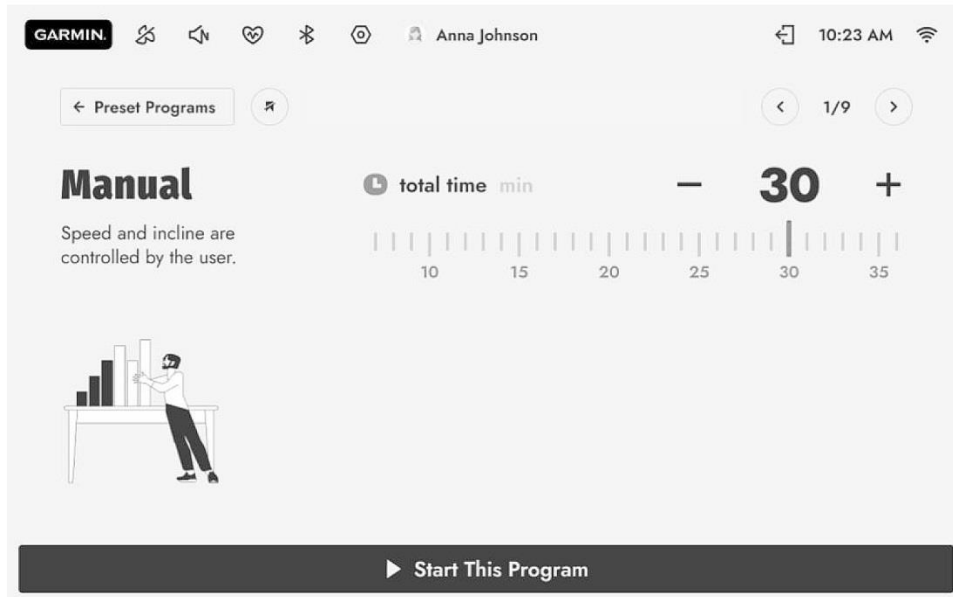 GARMIN.
Anna Johnson
10:23 AM
← Preset Programs
1/9
Manual
Speed and incline are
controlled by the user.
total time min
− 30 +
10 15 20 25 30 35
Start This Program